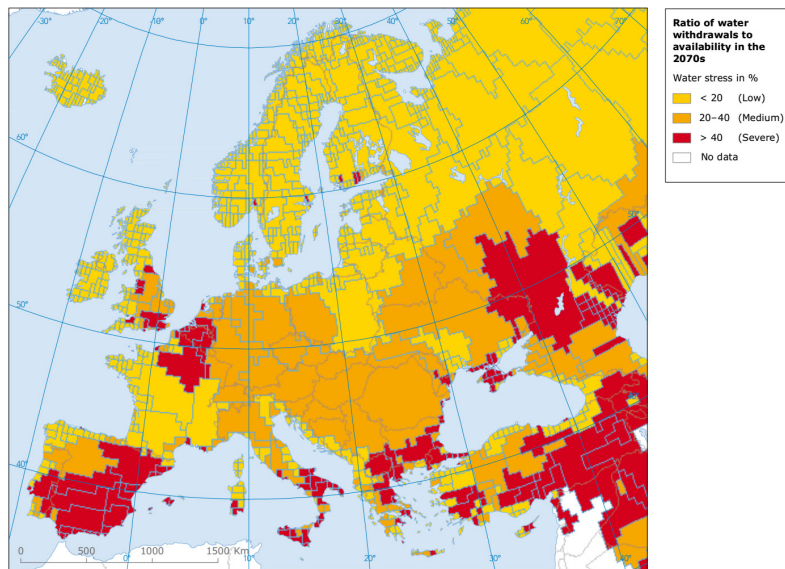 -30°
-20°
-10°
0°
10°
20°
30°
40°
50°
60°
70°
60°
50°
50°
40°
40°
0°
10°
20°
30°
40°
0 500 1000 1500 Km
Ratio of water
withdrawals to
availability in the
2070s
Water stress in %
< 20 (Low)
20–40 (Medium)
> 40 (Severe)
No data